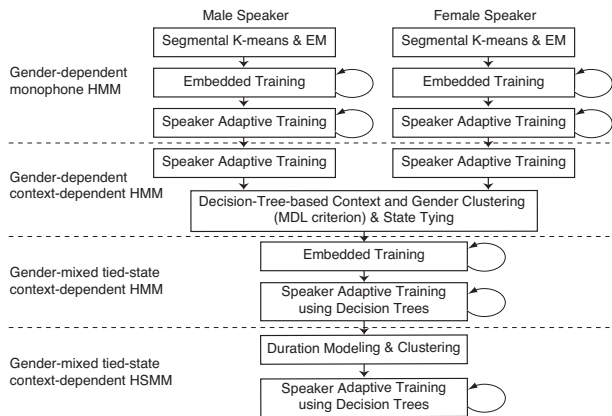 Male Speaker
Female Speaker
Segmental K-means & EM
Segmental K-means & EM
Gender-dependent
monophone HMM
Embedded Training
Embedded Training
Speaker Adaptive Training
Speaker Adaptive Training
Gender-dependent
context-dependent HMM
Speaker Adaptive Training
Speaker Adaptive Training
Decision-Tree-based Context and Gender Clustering
(MDL criterion) & State Tying
Gender-mixed tied-state
context-dependent HMM
Embedded Training
Speaker Adaptive Training
using Decision Trees
Gender-mixed tied-state
context-dependent HSMM
Duration Modeling & Clustering
Speaker Adaptive Training
using Decision Trees